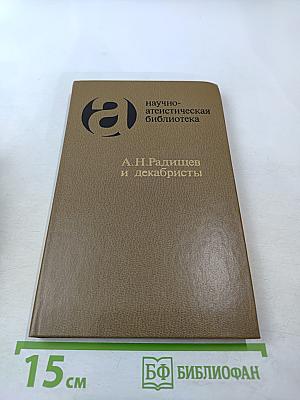 а
научно-
атеистическая
библиотека
А.Н.Радищев
и декабристы
15 см
БФ БИБЛИОФАН